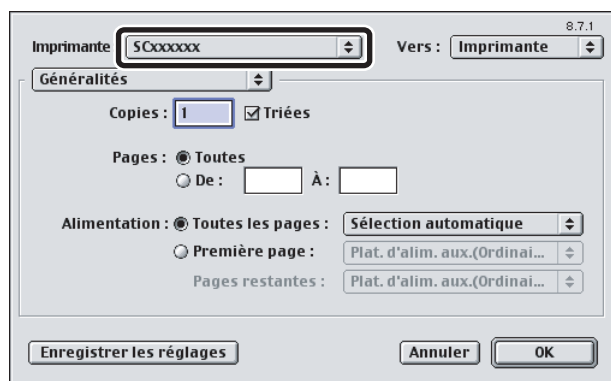 8.7.1
Imprimante SCxxxxxx Vers : Imprimante
Généralités
Copies : 1 Triées
Pages : Toutes
De : À :
Alimentation : Toutes les pages : Sélection automatique
Première page : Plat. d'alim. aux.(Ordinai...
Pages restantes : Plat. d'alim. aux.(Ordinai...
Enregistrer les réglages Annuler OK